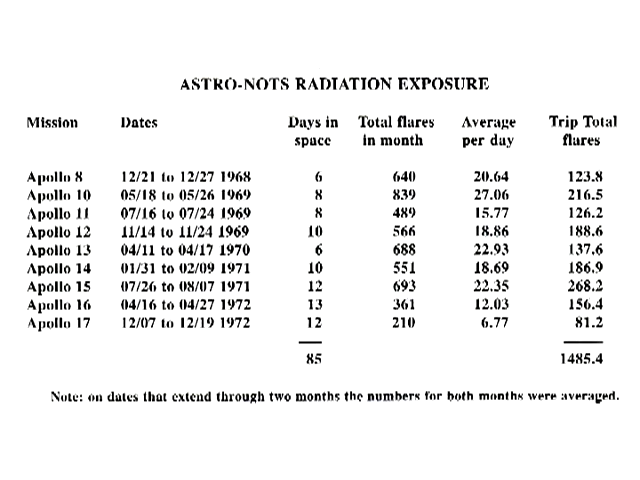 ASTRO-NOTS RADIATION EXPOSURE
Mission Dates Days in space Total flares in month Average per day Trip Total flares
Apollo 8 12/21 to 12/27 1968 6 640 20.64 123.8
Apollo 10 05/18 to 05/26 1969 8 839 27.06 216.5
Apollo 11 07/16 to 07/24 1969 8 489 15.77 126.2
Apollo 12 11/14 to 11/24 1969 10 566 18.86 188.6
Apollo 13 04/11 to 04/17 1970 6 688 22.93 137.6
Apollo 14 01/31 to 02/09 1971 10 551 18.69 186.9
Apollo 15 07/26 to 08/07 1971 12 693 22.35 268.2
Apollo 16 04/16 to 04/27 1972 13 361 12.03 156.4
Apollo 17 12/07 to 12/19 1972 12 210 6.77 81.2
85 1485.4
Note: on dates that extend through two months the numbers for both months were averaged.